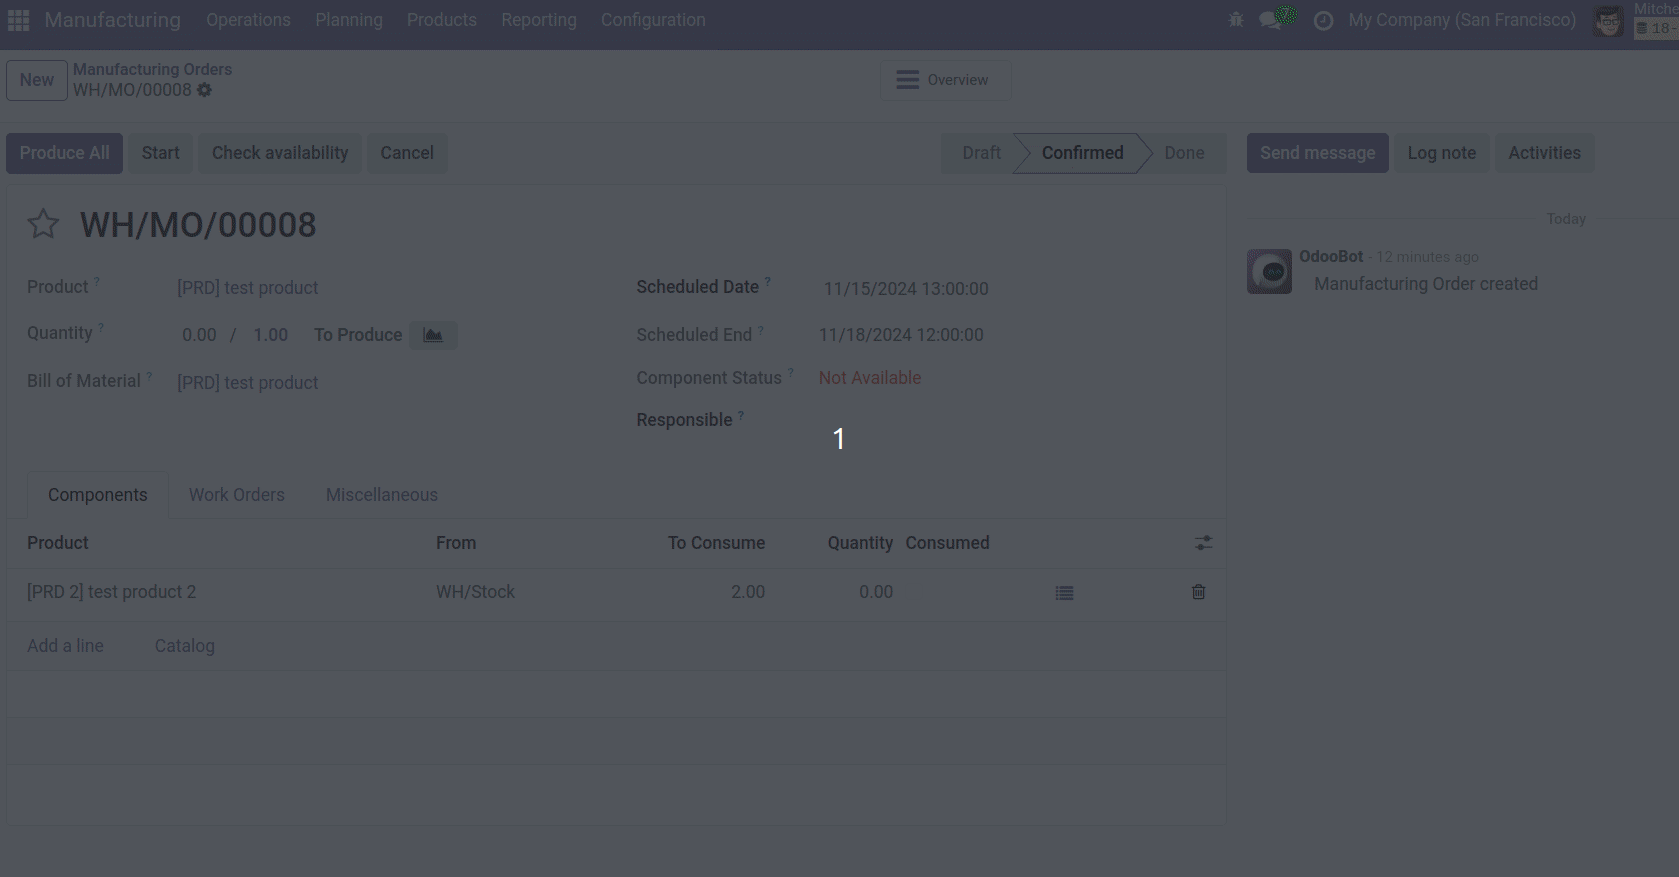 Manufacturing Operations Planning Products Reporting Configuration 7 My Company (San Francisco) Mitche
18-
New Manufacturing Orders
WH/MO/00008
Overview
Produce All Start Check availability Cancel Draft Confirmed Done Send message Log note Activities
WH/MO/00008
Today
OdooBot - 12 minutes ago
Manufacturing Order created
Product ? [PRD] test product Scheduled Date ? 11/15/2024 13:00:00
Quantity ? 0.00 / 1.00 To Produce Scheduled End ? 11/18/2024 12:00:00
Bill of Material ? [PRD] test product Component Status ? Not Available
Responsible ?
1
Components Work Orders Miscellaneous
Product From To Consume Quantity Consumed
[PRD 2] test product 2 WH/Stock 2.00 0.00
Add a line Catalog